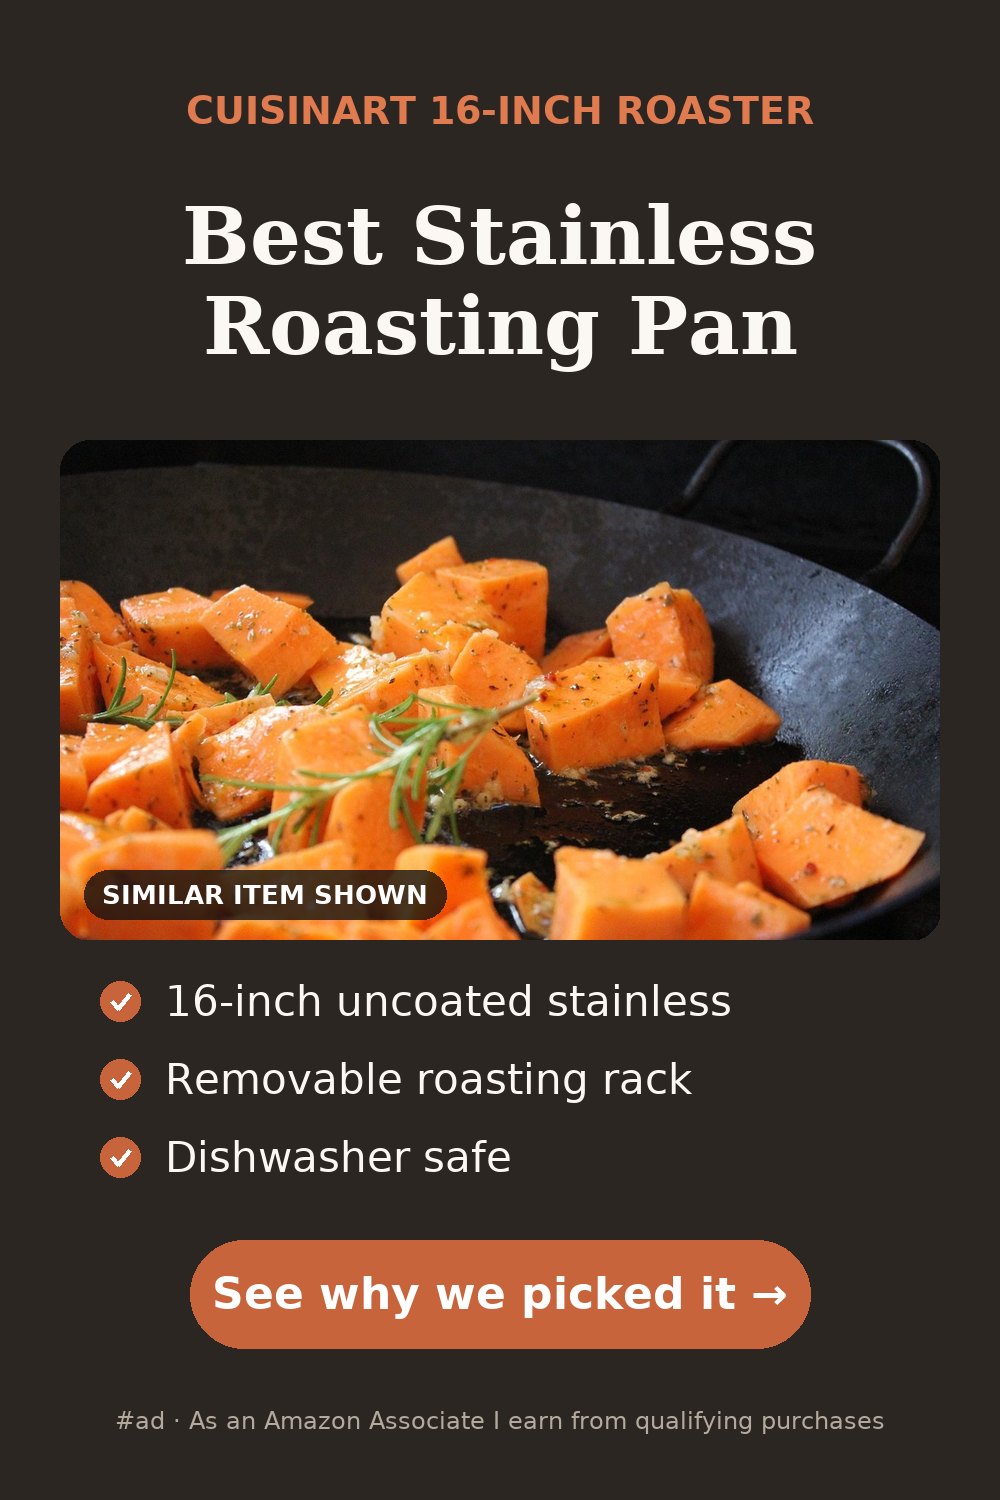 CUISINART 16-INCH ROASTER
Best Stainless
Roasting Pan
SIMILAR ITEM SHOWN
16-inch uncoated stainless
Removable roasting rack
Dishwasher safe
See why we picked it →
#ad · As an Amazon Associate I earn from qualifying purchases